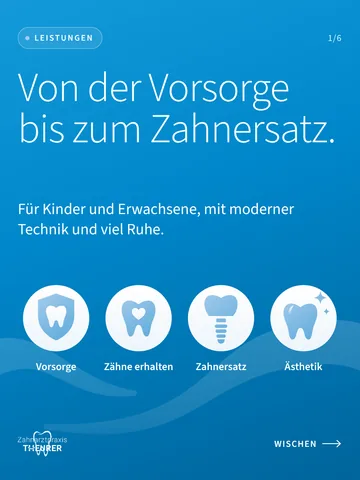 LEISTUNGEN
1/6
Von der Vorsorge
bis zum Zahnersatz.
Für Kinder und Erwachsene, mit moderner
Technik und viel Ruhe.
Vorsorge
Zähne erhalten
Zahnersatz
Ästhetik
Zahnarztpraxis
THEURER
WISCHEN